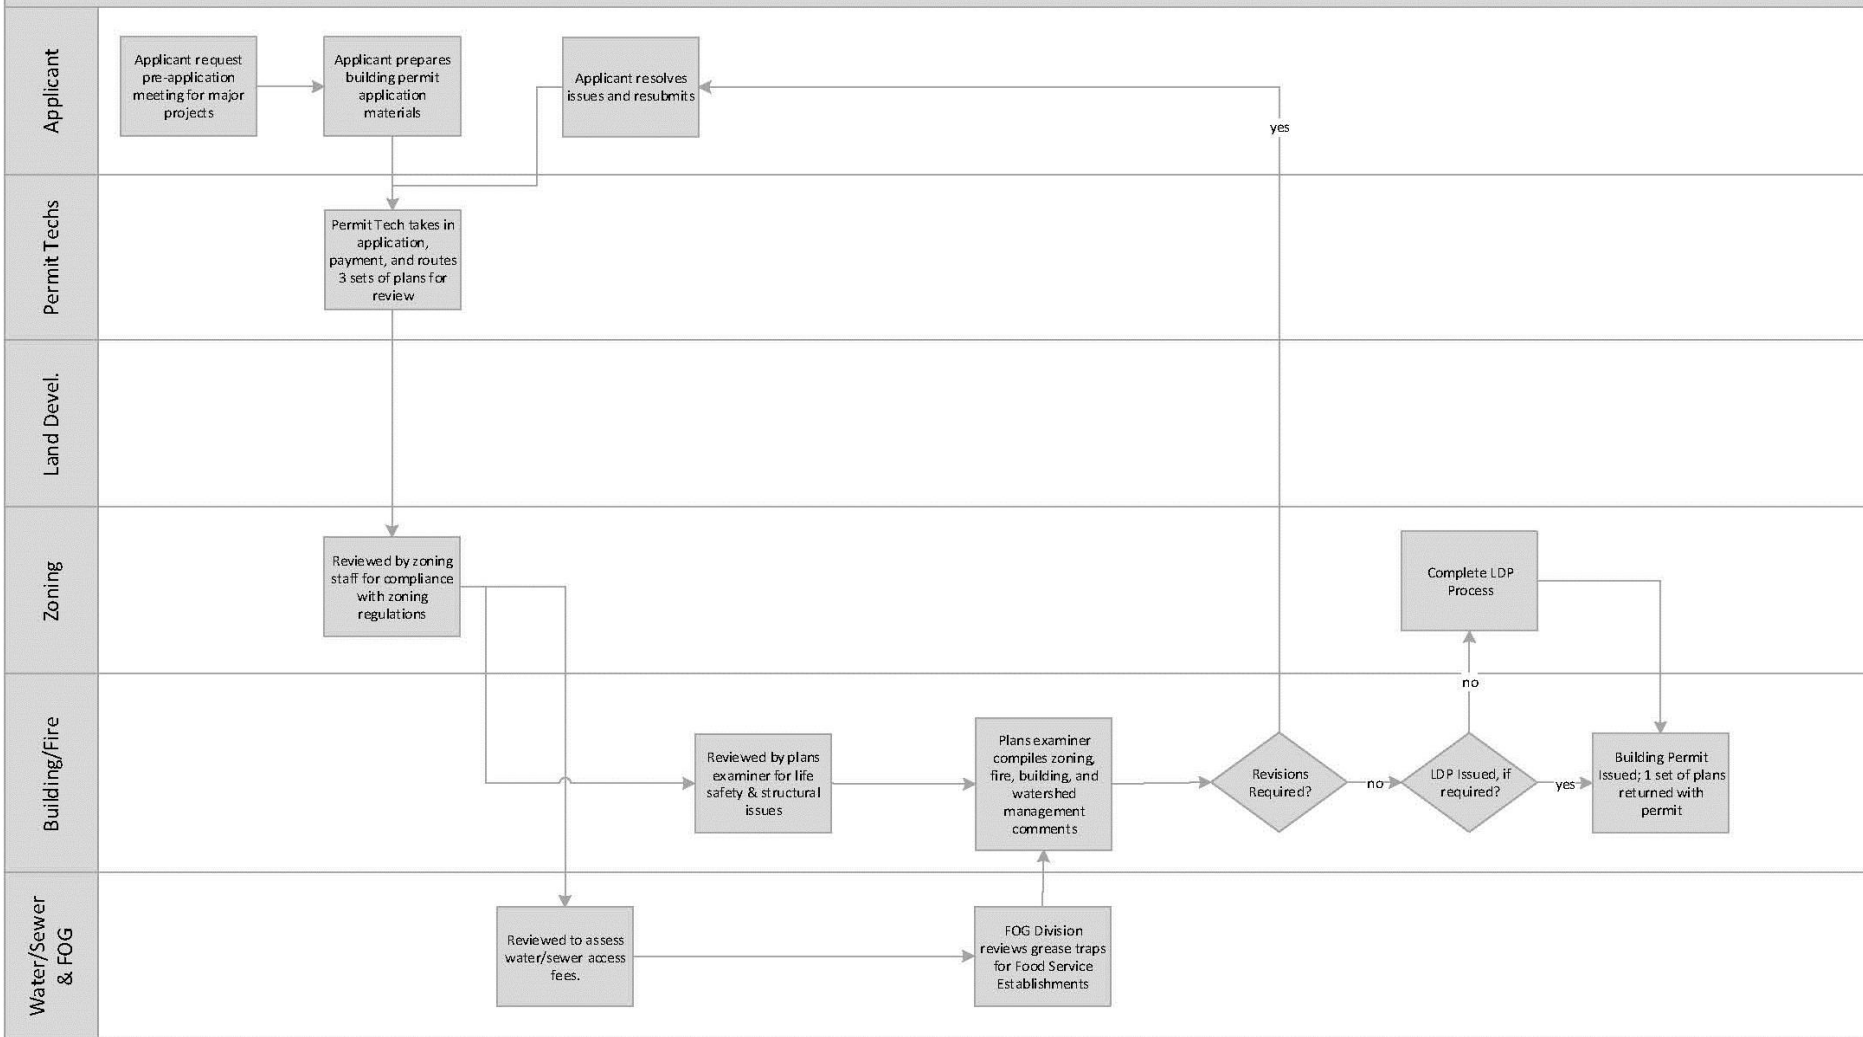 Applicant
Applicant request
pre-application
meeting for major
projects
Applicant prepares
building permit
application
materials
Applicant resolves
issues and resubmits
yes
Permit Techs
Permit Tech takes in
application,
payment, and routes
3 sets of plans for
review
Land Devel.
Zoning
Reviewed by zoning
staff for compliance
with zoning
regulations
Complete LDP
Process
no
Building/Fire
Reviewed by plans
examiner for life
safety & structural
issues
Plans examiner
compiles zoning,
fire, building, and
watershed
management
comments
Revisions
Required?
no
LDP Issued, if
required?
yes
Building Permit
Issued; 1 set of plans
returned with
permit
Water/Sewer
& FOG
Reviewed to assess
water/sewer access
fees.
FOG Division
reviews grease traps
for Food Service
Establishments